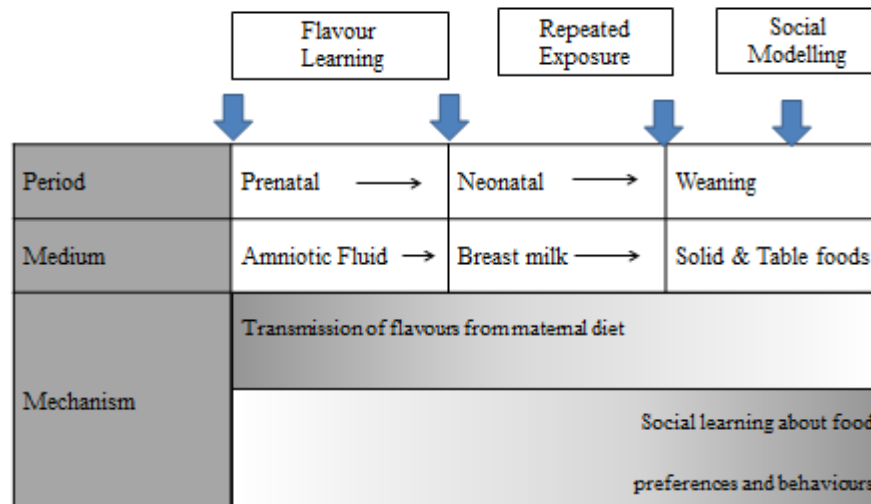 Flavour
Learning
Repeated
Exposure
Social
Modelling
Period
Prenatal
Neonatal
Weaning
Medium
Amniotic Fluid
Breast milk
Solid & Table foods
Mechanism
Transmission of flavours from maternal diet
Social learning about food
preferences and behaviours